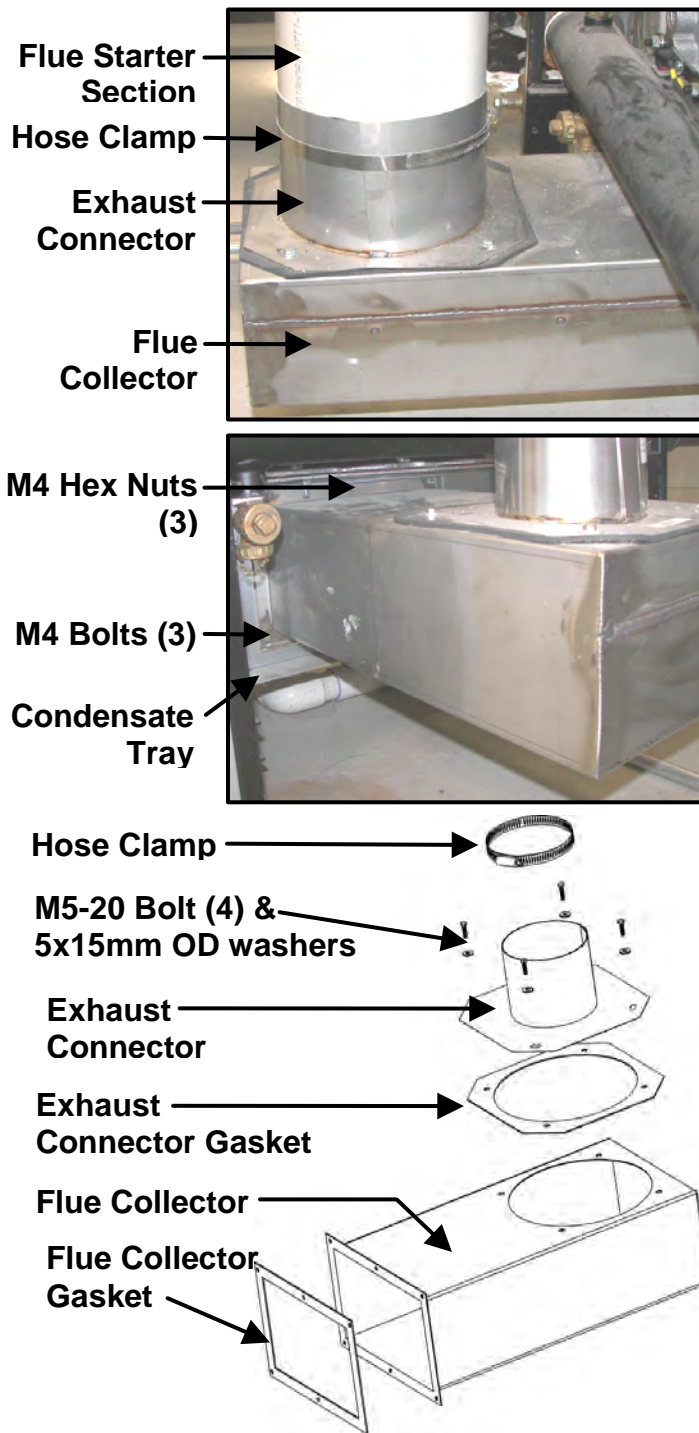 Flue Starter
Section
Hose Clamp
Exhaust
Connector
Flue
Collector
M4 Hex Nuts
(3)
M4 Bolts (3)
Condensate
Tray
Hose Clamp
M5-20 Bolt (4) &
5x15mm OD washers
Exhaust
Connector
Exhaust
Connector Gasket
Flue Collector
Flue Collector
Gasket